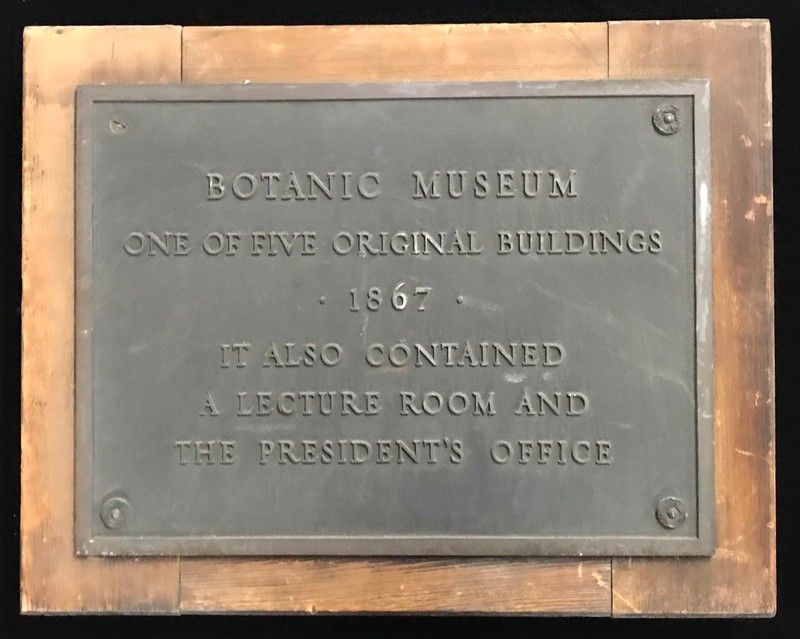 BOTANIC MUSEUM
ONE OF FIVE ORIGINAL BUILDINGS
· 1867 ·
IT ALSO CONTAINED
A LECTURE ROOM AND
THE PRESIDENT'S OFFICE